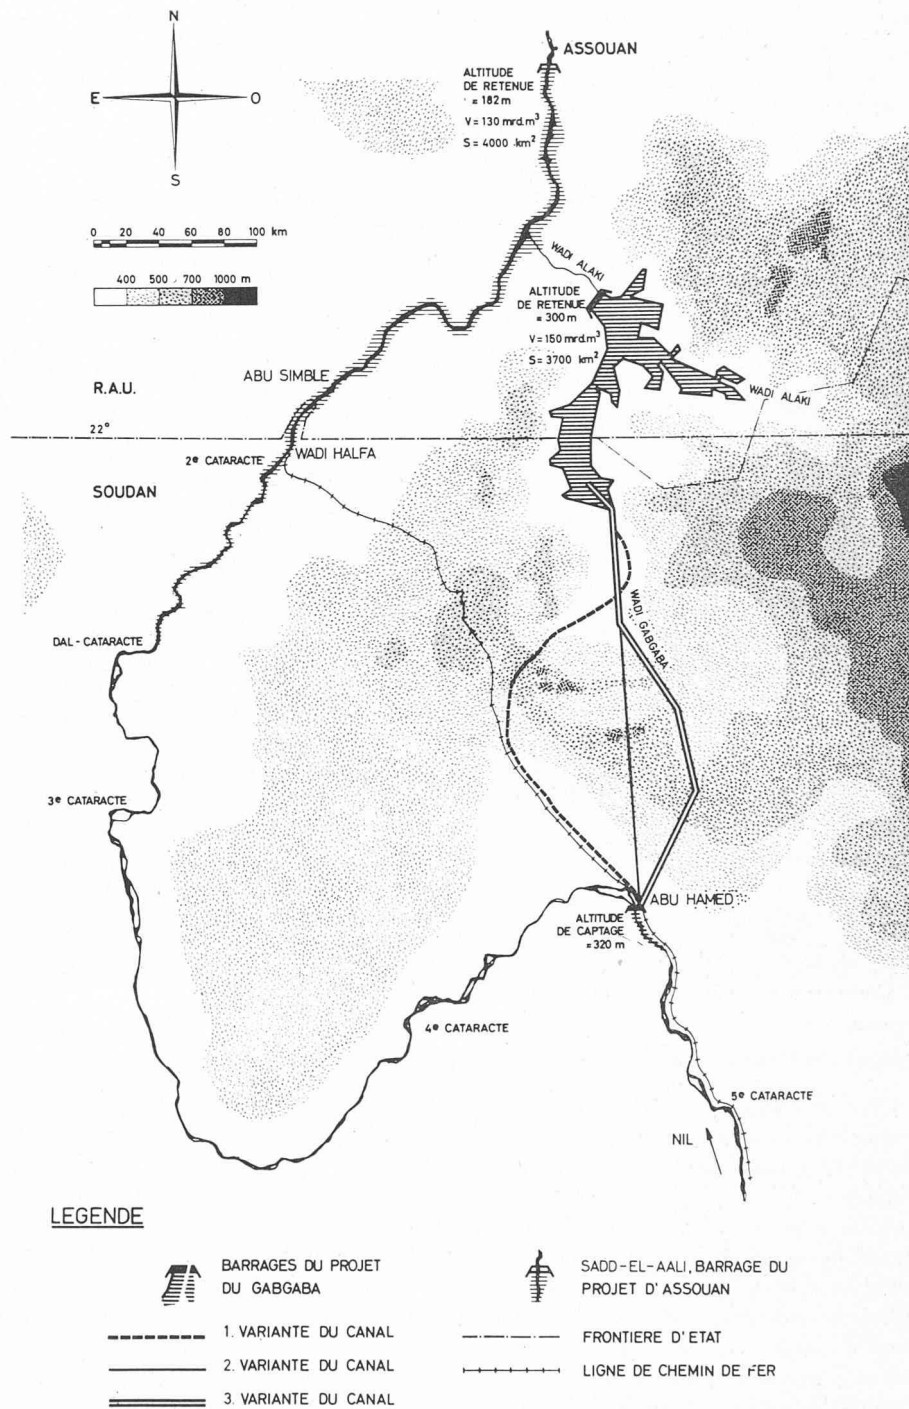 N
E
O
S
0 20 40 60 80 100 km
400 500 700 1000 m
ASSOUAN
ALTITUDE
DE RETENUE
= 182 m
V = 130 mrd.m³
S = 4000 km²
WADI ALAKI
ALTITUDE
DE RETENUE
= 300 m
V = 150 mrd.m³
S = 3700 km²
WADI ALAKI
ABU SIMBLE
R.A.U.
22°
WADI HALFA
2e CATARACTE
SOUDAN
WADI GABGABA
DAL - CATARACTE
3e CATARACTE
ABU HAMED
ALTITUDE
DE CAPTAGE
= 320 m
4e CATARACTE
5e CATARACTE
NIL
LEGENDE
BARRAGES DU PROJET
DU GABGABA
1. VARIANTE DU CANAL
2. VARIANTE DU CANAL
3. VARIANTE DU CANAL
SADD-EL-AALI, BARRAGE DU
PROJET D'ASSOUAN
FRONTIERE D'ETAT
LIGNE DE CHEMIN DE FER